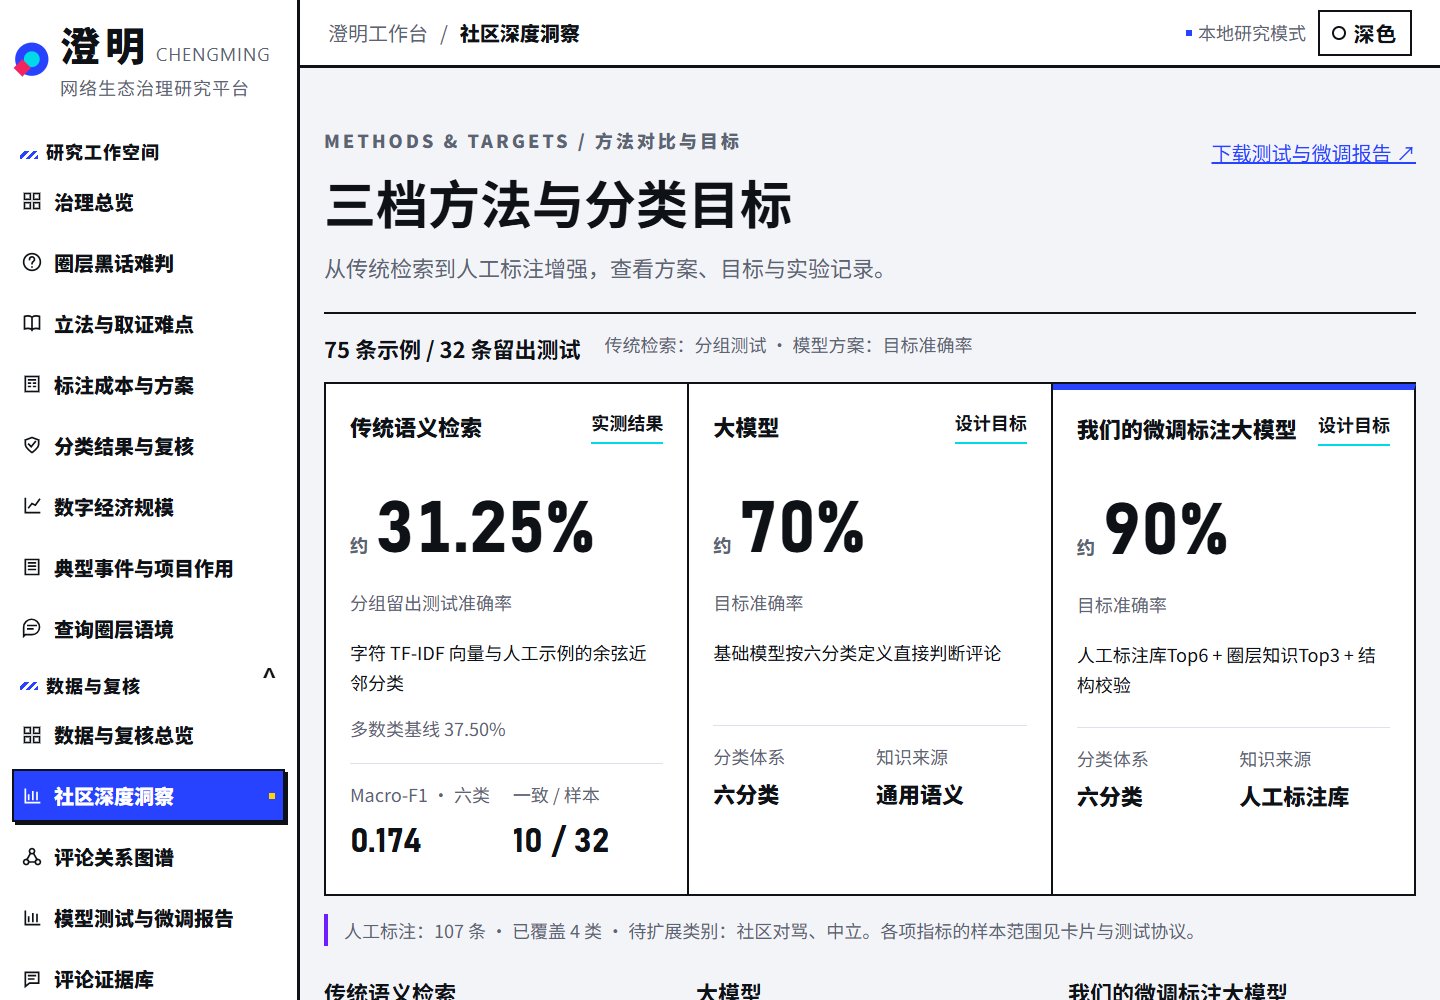 澄明 CHENGMING
网络生态治理研究平台
研究工作空间
治理总览
圈层黑话难判
立法与取证难点
标注成本与方案
分类结果与复核
数字经济规模
典型事件与项目作用
查询圈层语境
数据与复核
数据与复核总览
社区深度洞察
评论关系图谱
模型测试与微调报告
评论证据库
澄明工作台 / 社区深度洞察
本地研究模式
深色
METHODS & TARGETS / 方法对比与目标
下载测试与微调报告 ↗
三档方法与分类目标
从传统检索到人工标注增强，查看方案、目标与实验记录。
75 条示例 / 32 条留出测试
传统检索：分组测试 · 模型方案：目标准确率
传统语义检索
实测结果
约 31.25%
分组留出测试准确率
字符 TF-IDF 向量与人工示例的余弦近
邻分类
多数类基线 37.50%
Macro-F1 · 六类
一致 / 样本
0.174
10 / 32
大模型
设计目标
约 70%
目标准确率
基础模型按六分类定义直接判断评论
分类体系
知识来源
六分类
通用语义
我们的微调标注大模型
设计目标
约 90%
目标准确率
人工标注库Top6 + 圈层知识Top3 + 结
构校验
分类体系
知识来源
六分类
人工标注库
人工标注：107 条 · 已覆盖 4 类 · 待扩展类别：社区对骂、中立。各项指标的样本范围见卡片与测试协议。
传统语义检索
大模型
我们的微调标注大模型